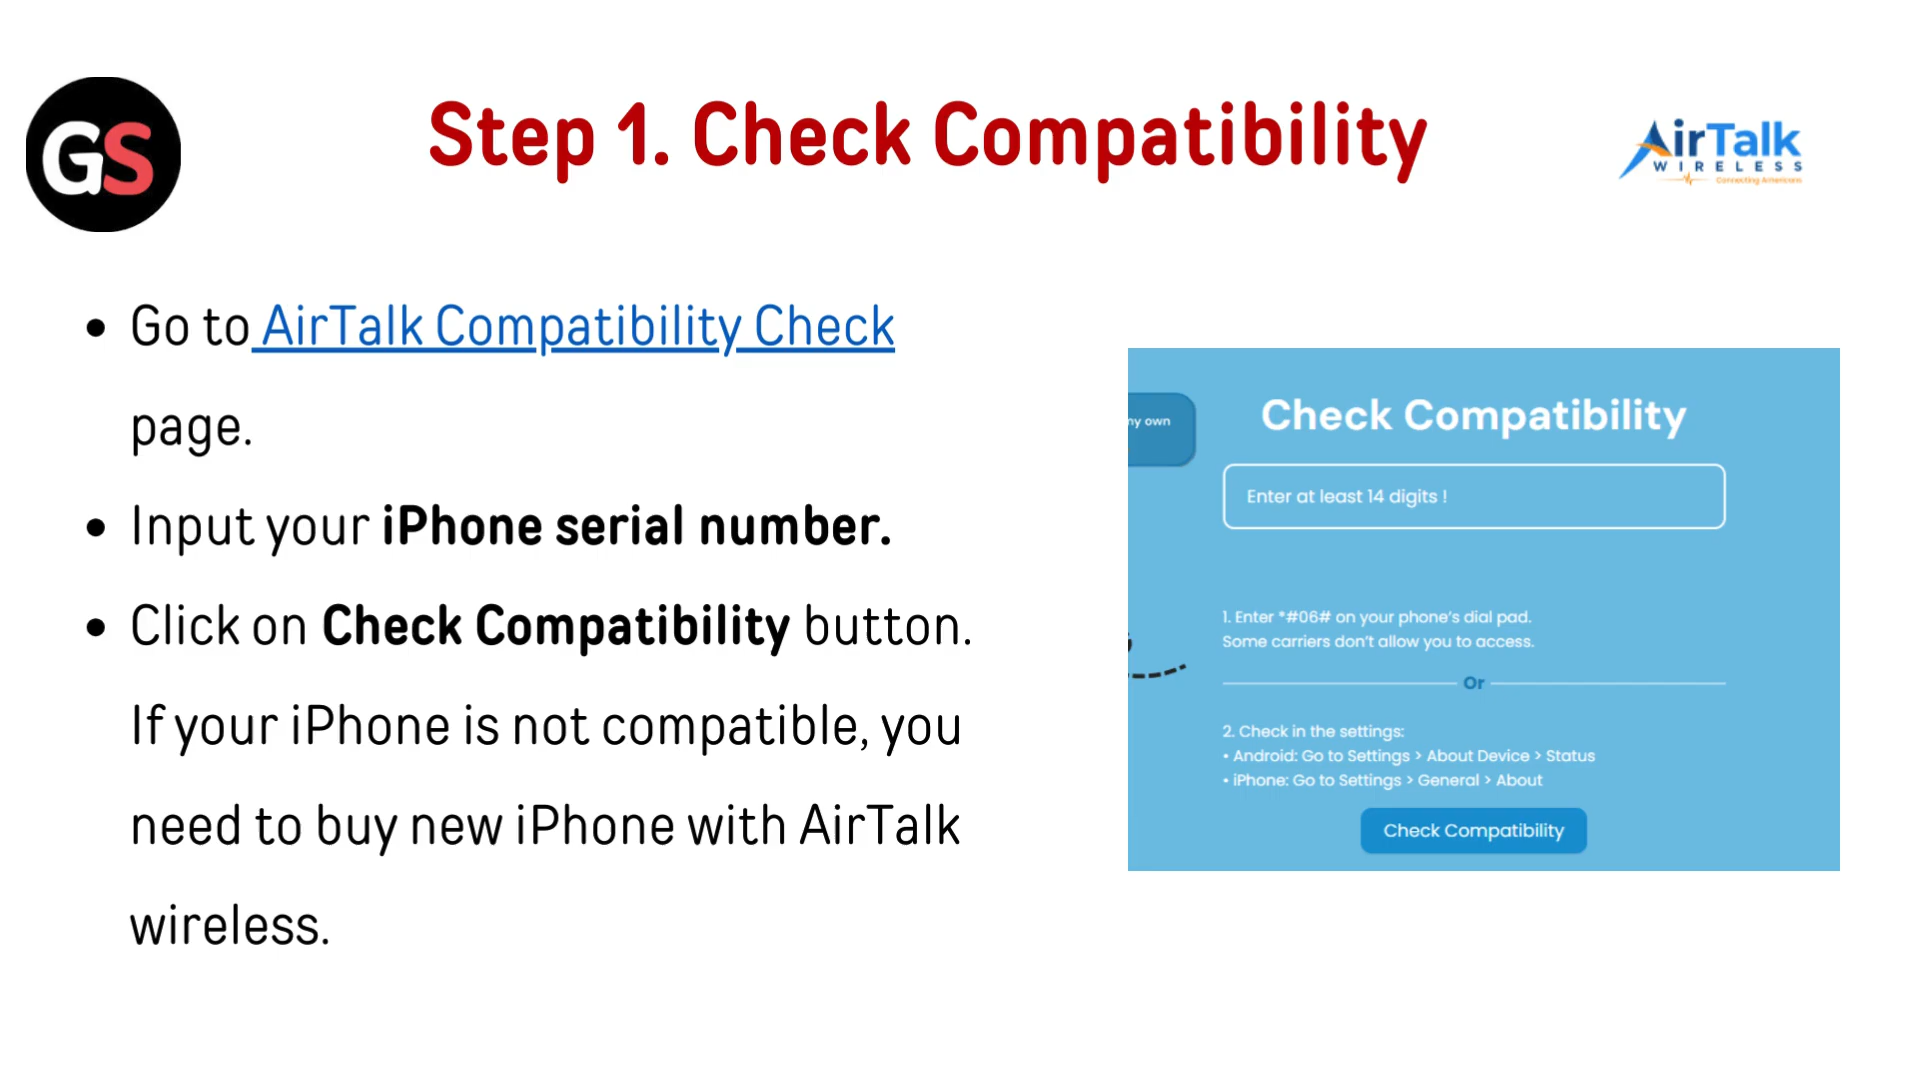 GS
Step 1. Check Compatibility
AirTalk
WIRELESS
Connecting Americans
• Go to AirTalk Compatibility Check
page.
• Input your iPhone serial number.
• Click on Check Compatibility button.
If your iPhone is not compatible, you
need to buy new iPhone with AirTalk
wireless.
my own
Check Compatibility
Enter at least 14 digits !
1. Enter *#06# on your phone's dial pad.
Some carriers don't allow you to access.
Or
2. Check in the settings:
• Android: Go to Settings > About Device > Status
• iPhone: Go to Settings > General > About
Check Compatibility